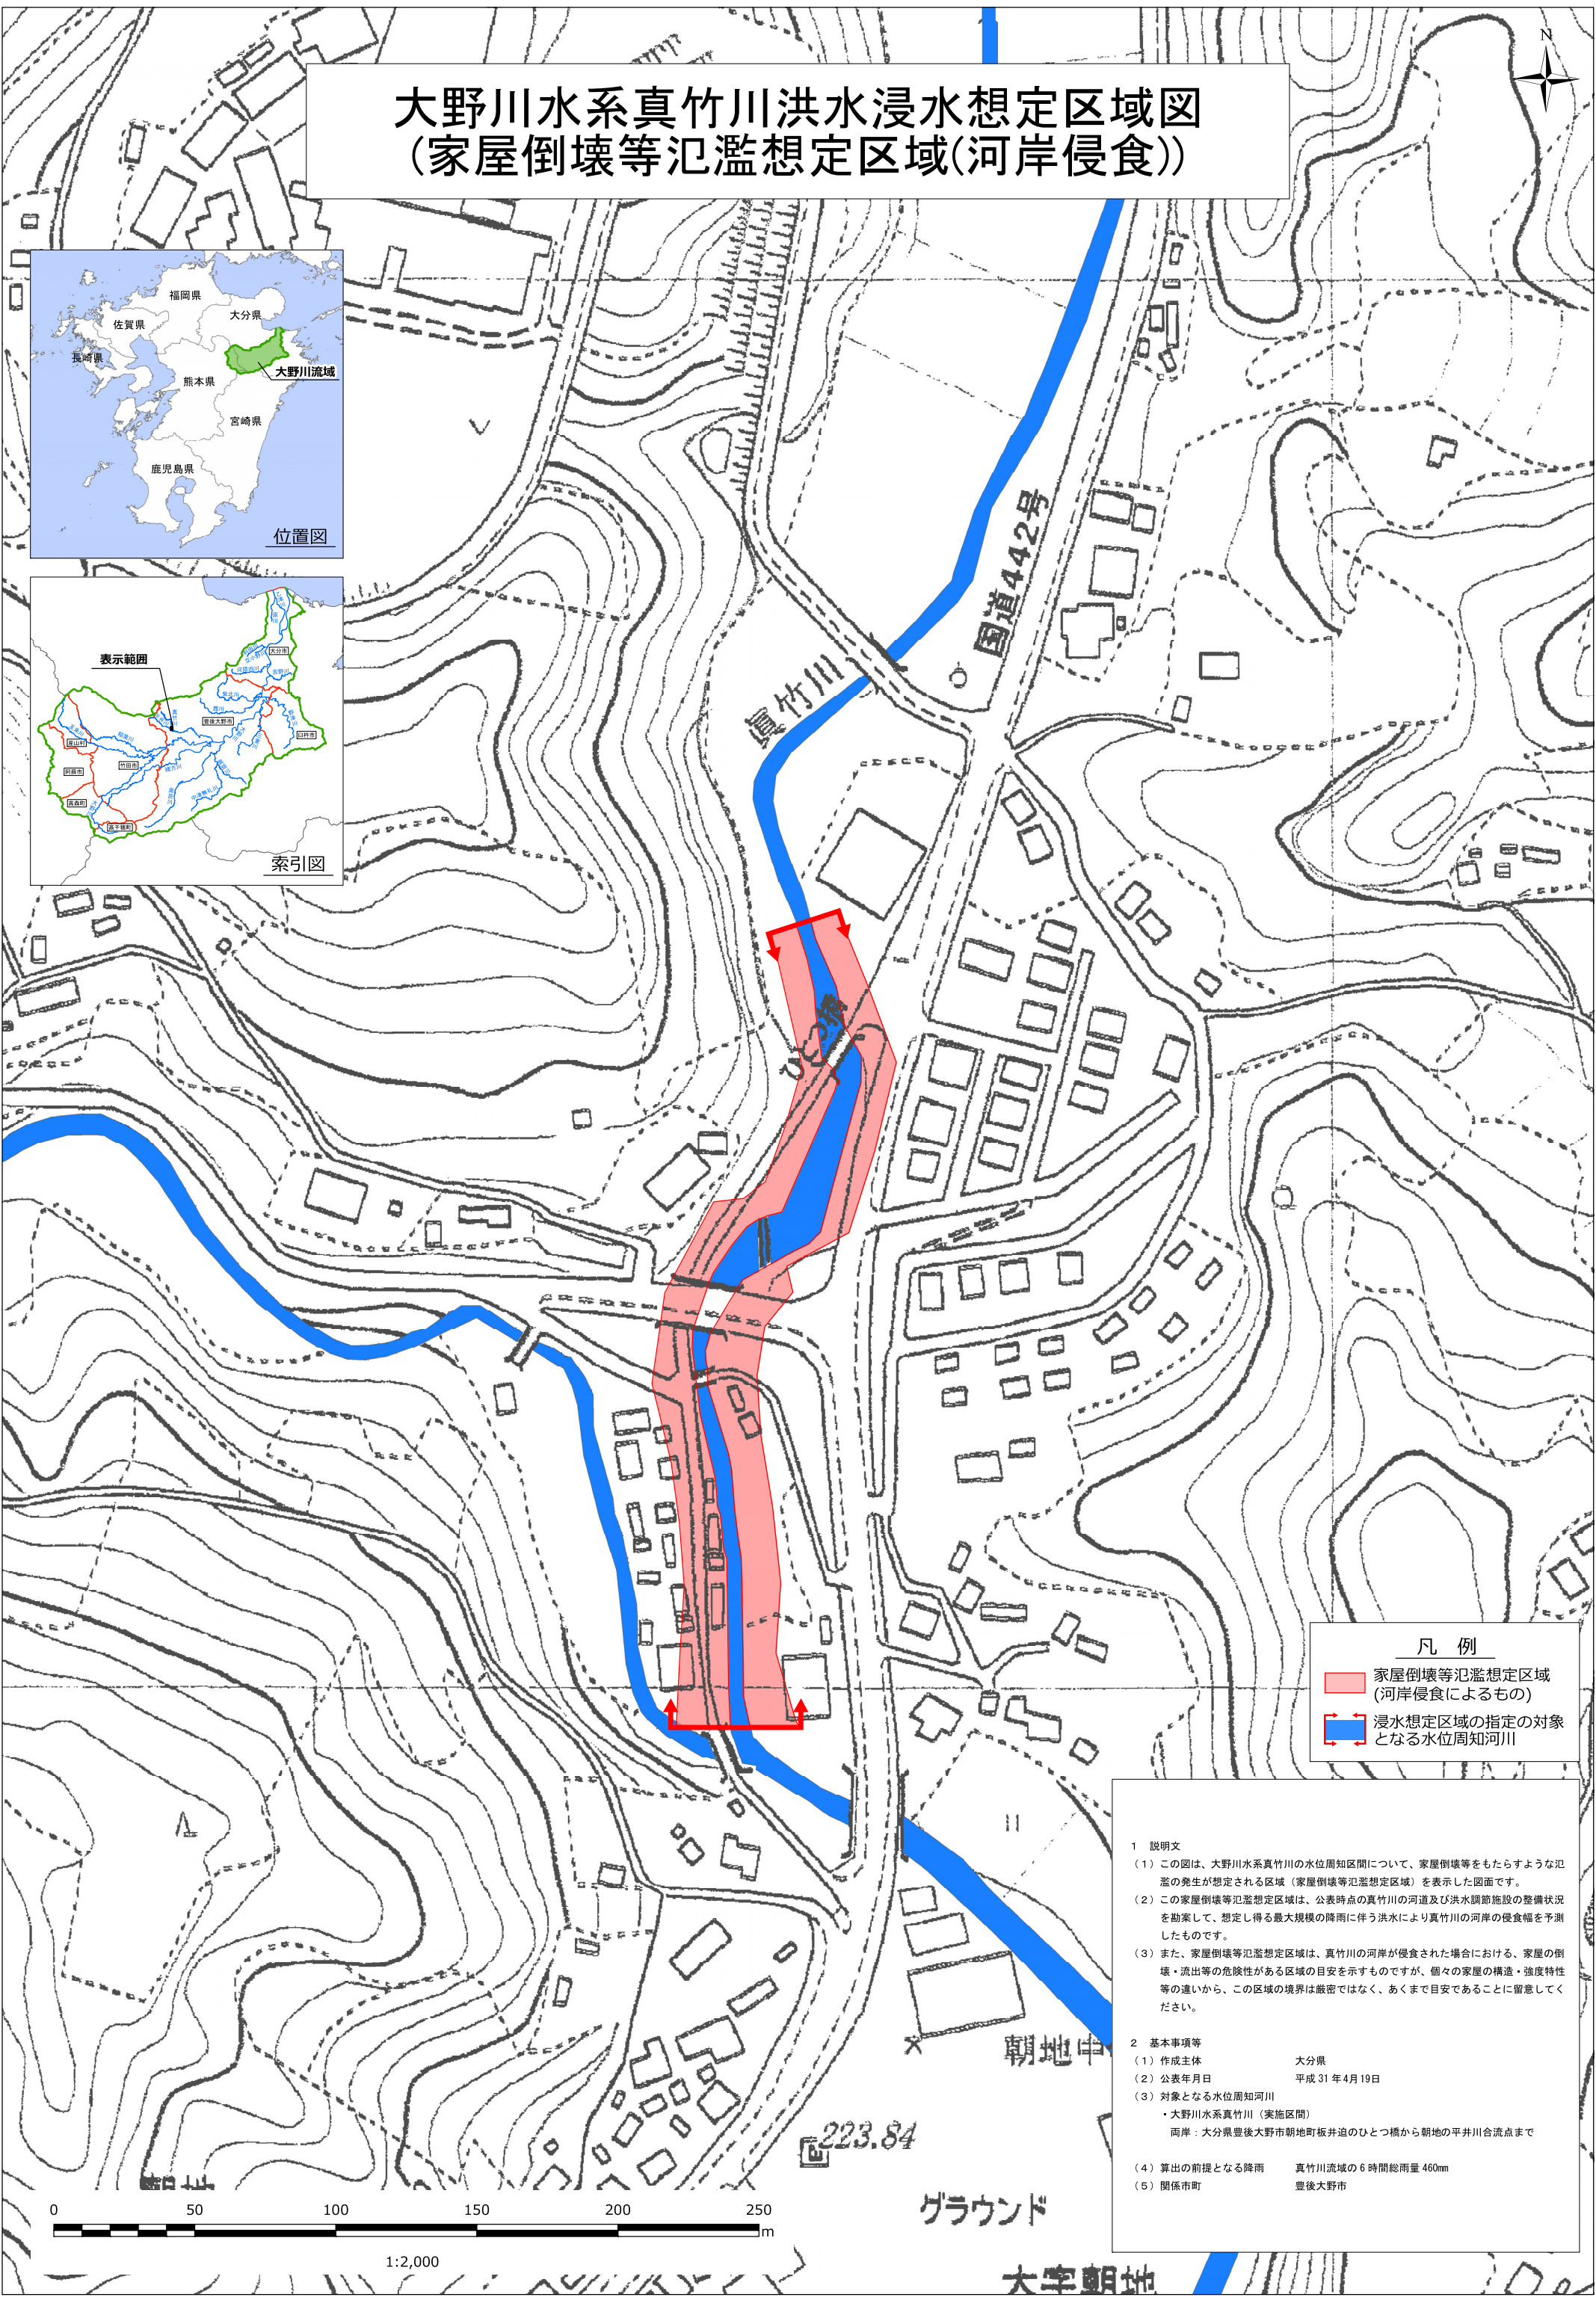 N
大野川水系真竹川洪水浸水想定区域図
(家屋倒壊等氾濫想定区域(河岸侵食))
福岡県
大分県
佐賀県
長崎県
大野川流域
熊本県
宮崎県
鹿児島県
位置図
表示範囲
大分市
豊後大野市
臼杵市
産山村
竹田市
阿蘇市
高森町
高千穂町
索引図
国道442号
眞竹川
ひとつ橋
凡 例
家屋倒壊等氾濫想定区域
(河岸侵食によるもの)
浸水想定区域の指定の対象
となる水位周知河川
1 説明文
(1) この図は、大野川水系真竹川の水位周知区間について、家屋倒壊等をもたらすような氾
濫の発生が想定される区域（家屋倒壊等氾濫想定区域）を表示した図面です。
(2) この家屋倒壊等氾濫想定区域は、公表時点の真竹川の河道及び洪水調節施設の整備状況
を勘案して、想定し得る最大規模の降雨に伴う洪水により真竹川の河岸の侵食幅を予測
したものです。
(3) また、家屋倒壊等氾濫想定区域は、真竹川の河岸が侵食された場合における、家屋の倒
壊・流出等の危険性がある区域の目安を示すものですが、個々の家屋の構造・強度特性
等の違いから、この区域の境界は厳密ではなく、あくまで目安であることに留意してく
ださい。
2 基本事項等
(1) 作成主体 大分県
(2) 公表年月日 平成31年4月19日
(3) 対象となる水位周知河川
・大野川水系真竹川（実施区間）
両岸：大分県豊後大野市朝地町板井迫のひとつ橋から朝地の平井川合流点まで
(4) 算出の前提となる降雨 真竹川流域の6時間総雨量460mm
(5) 関係市町 豊後大野市
朝地中
223.84
グラウンド
大字朝地
0 50 100 150 200 250
m
1:2,000